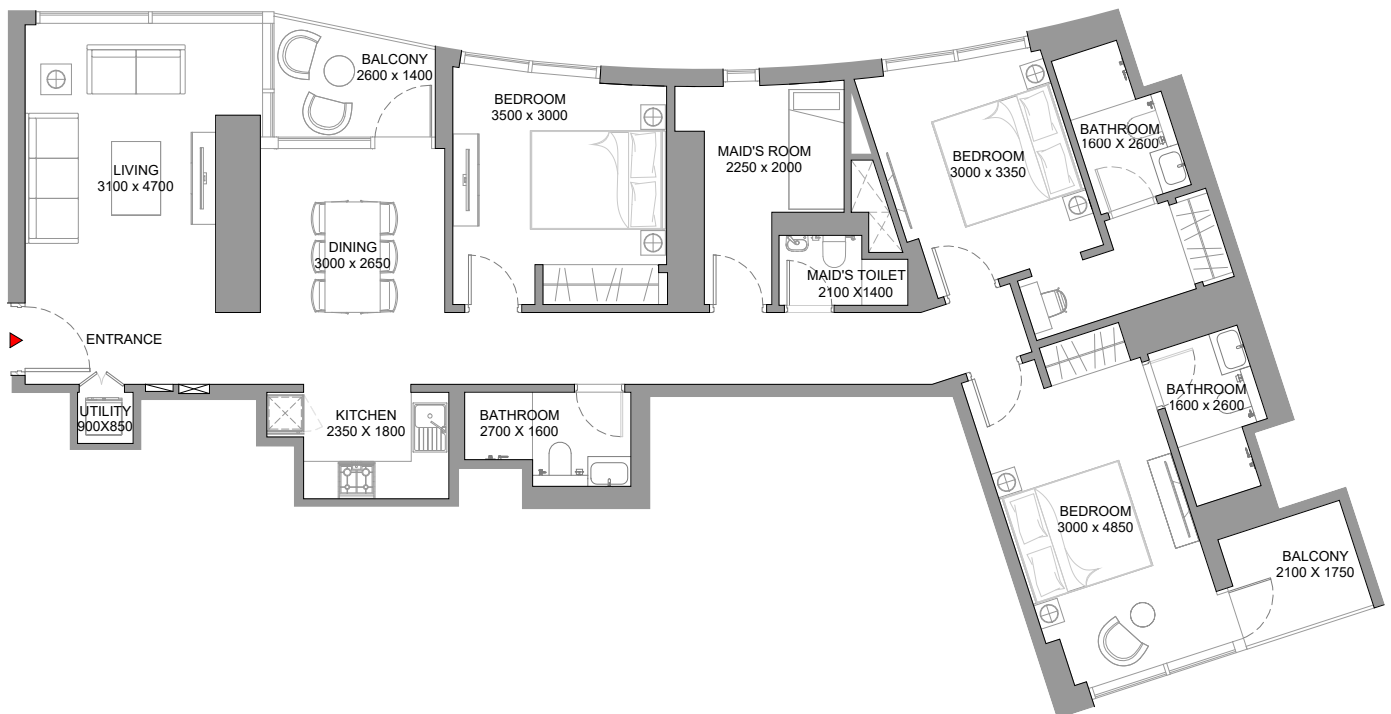 BALCONY
2600 x 1400
BEDROOM
3500 x 3000
LIVING
3100 x 4700
MAID'S ROOM
2250 x 2000
BEDROOM
3000 x 3350
BATHROOM
1600 X 2600
DINING
3000 x 2650
MAID'S TOILET
2100 X1400
ENTRANCE
UTILITY
900X850
KITCHEN
2350 X 1800
BATHROOM
2700 X 1600
BATHROOM
1600 x 2600
BEDROOM
3000 x 4850
BALCONY
2100 X 1750